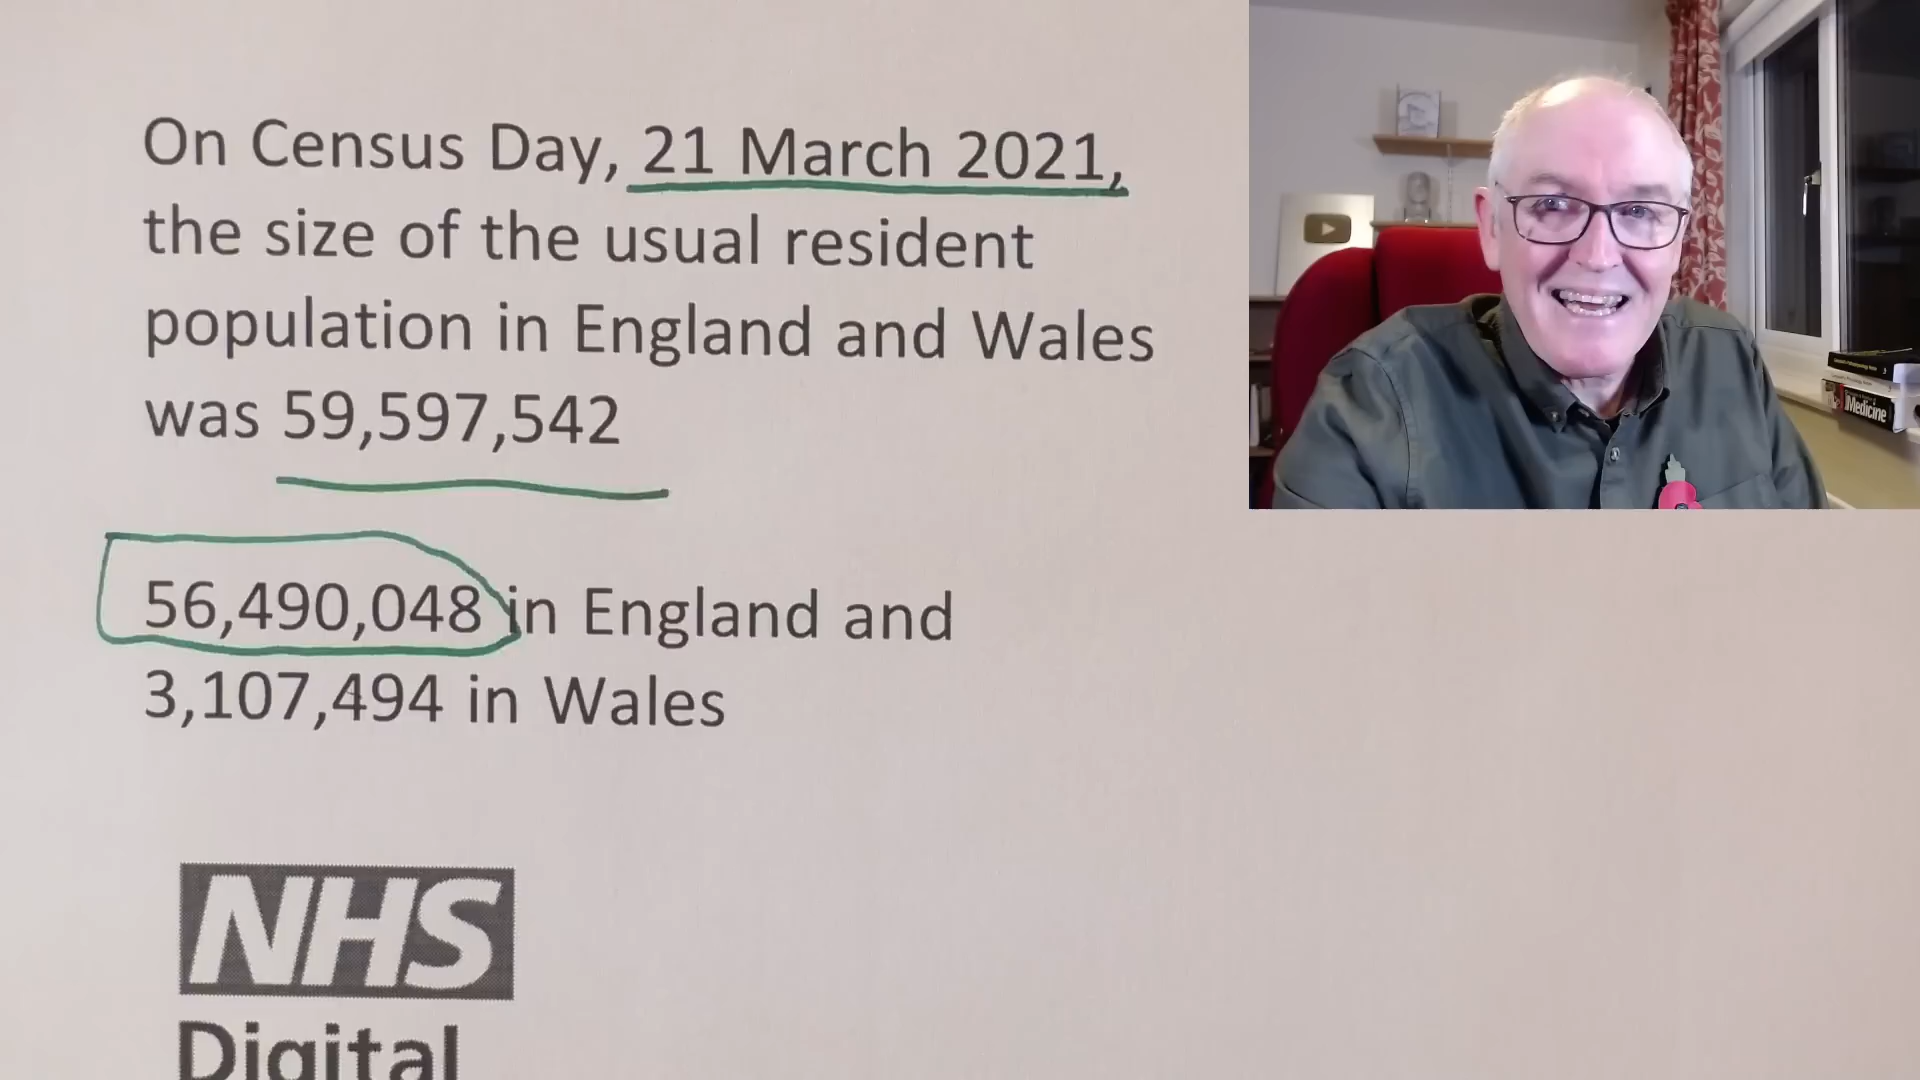 On Census Day, 21 March 2021,
the size of the usual resident
population in England and Wales
was 59,597,542
56,490,048 in England and
3,107,494 in Wales
NHS
Digital
Medicine